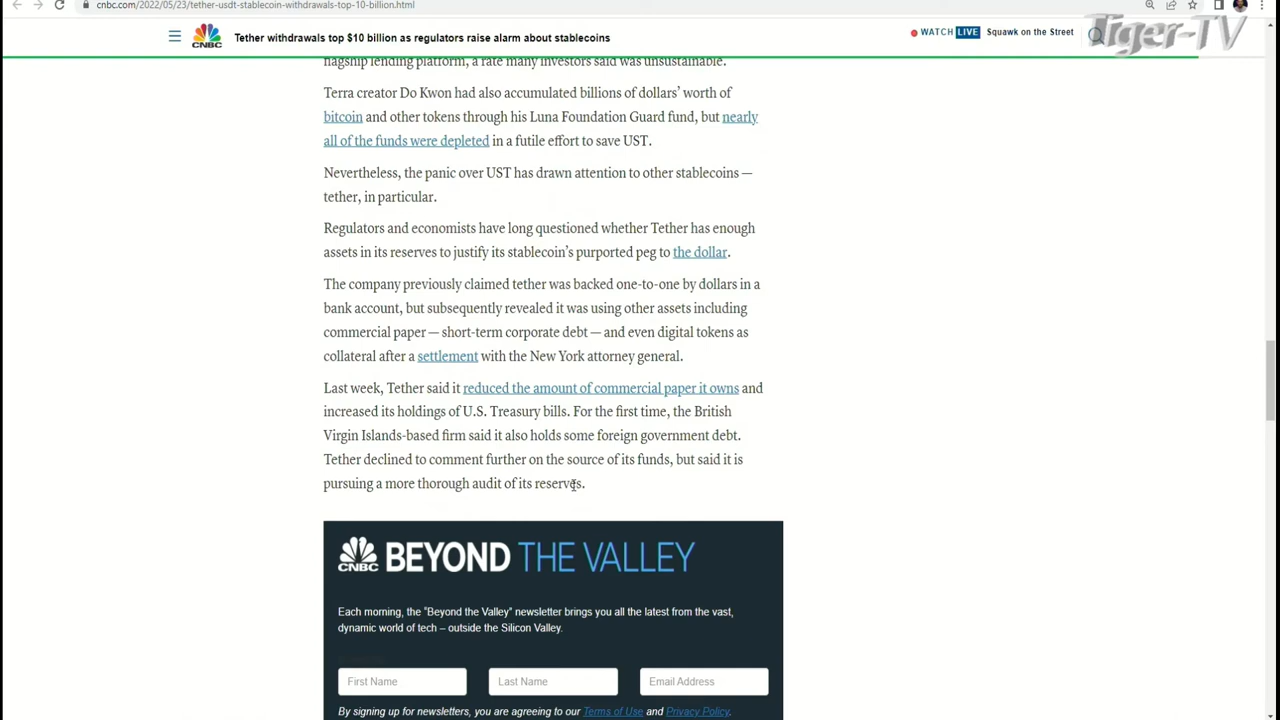 cnbc.com/2022/05/23/tether-usdt-stablecoin-withdrawals-top-10-billion.html
CNBC
Tether withdrawals top $10 billion as regulators raise alarm about stablecoins
WATCH LIVE Squawk on the Street
Tiger-TV
flagship lending platform, a rate many investors said was unsustainable.
Terra creator Do Kwon had also accumulated billions of dollars’ worth of
bitcoin and other tokens through his Luna Foundation Guard fund, but nearly
all of the funds were depleted in a futile effort to save UST.
Nevertheless, the panic over UST has drawn attention to other stablecoins —
tether, in particular.
Regulators and economists have long questioned whether Tether has enough
assets in its reserves to justify its stablecoin’s purported peg to the dollar.
The company previously claimed tether was backed one-to-one by dollars in a
bank account, but subsequently revealed it was using other assets including
commercial paper — short-term corporate debt — and even digital tokens as
collateral after a settlement with the New York attorney general.
Last week, Tether said it reduced the amount of commercial paper it owns and
increased its holdings of U.S. Treasury bills. For the first time, the British
Virgin Islands-based firm said it also holds some foreign government debt.
Tether declined to comment further on the source of its funds, but said it is
pursuing a more thorough audit of its reserves.
CNBC BEYOND THE VALLEY
Each morning, the “Beyond the Valley” newsletter brings you all the latest from the vast,
dynamic world of tech – outside the Silicon Valley.
First Name Last Name Email Address
By signing up for newsletters, you are agreeing to our Terms of Use and Privacy Policy.